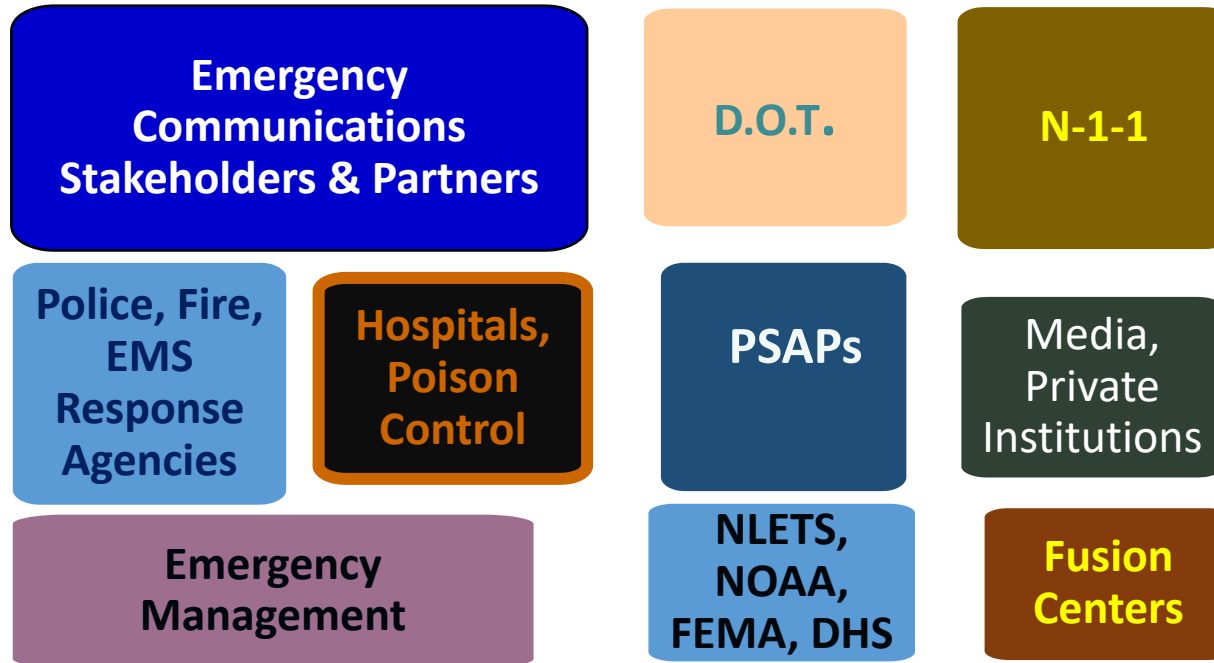 Emergency
Communications
Stakeholders & Partners
D.O.T.
N-1-1
Police, Fire,
EMS
Response
Agencies
Hospitals,
Poison
Control
PSAPs
Media,
Private
Institutions
Emergency
Management
NLETS,
NOAA,
FEMA, DHS
Fusion
Centers